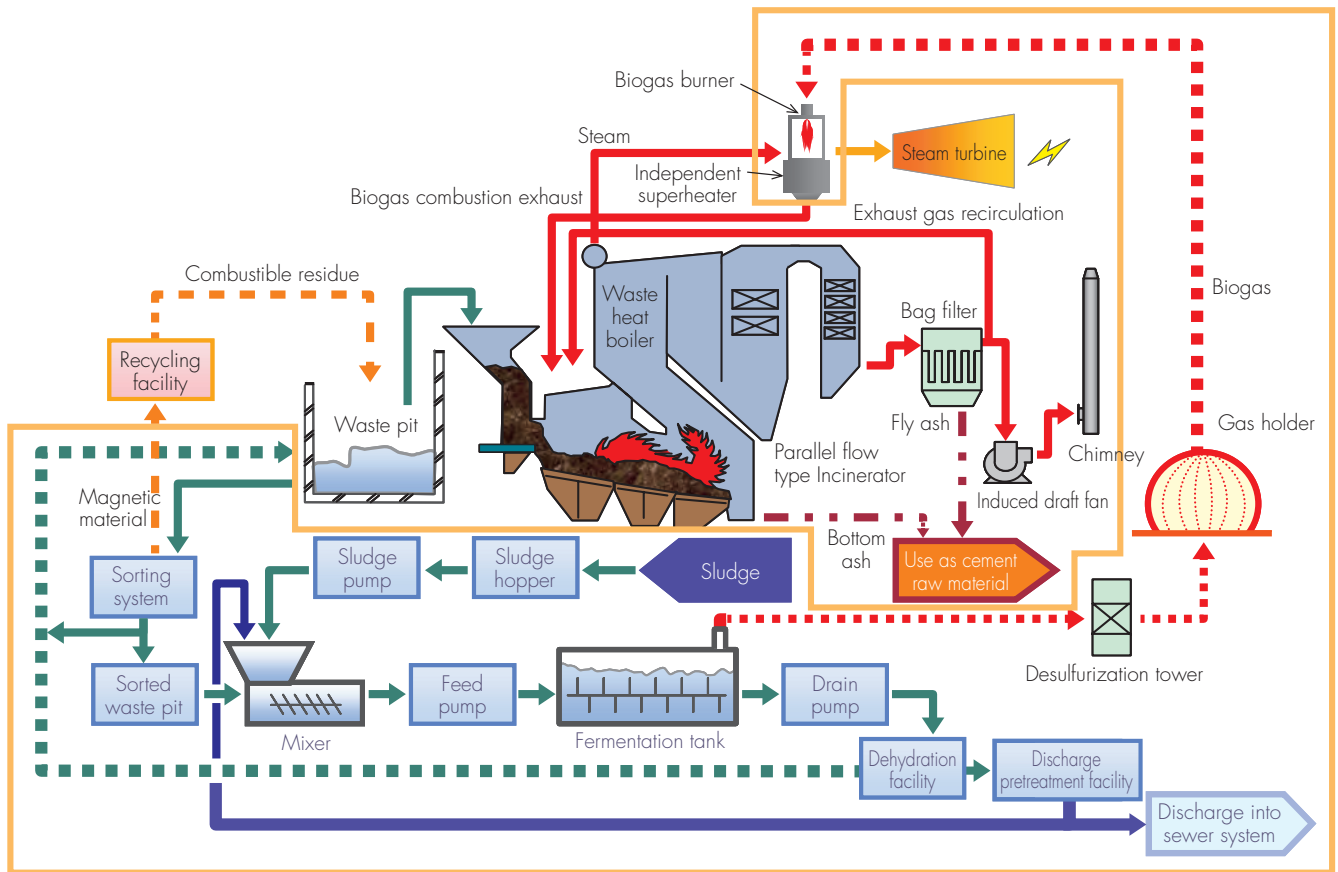 Biogas burner
Steam
Steam turbine
Independent
superheater
Biogas combustion exhaust
Exhaust gas recirculation
Combustible residue
Biogas
Waste
heat
boiler
Bag filter
Recycling
facility
Waste pit
Fly ash
Gas holder
Parallel flow
type Incinerator
Chimney
Induced draft fan
Magnetic
material
Bottom
ash
Sludge
pump
Sludge
hopper
Sludge
Use as cement
raw material
Sorting
system
Desulfurization tower
Sorted
waste pit
Feed
pump
Drain
pump
Mixer
Fermentation tank
Dehydration
facility
Discharge
pretreatment facility
Discharge into
sewer system